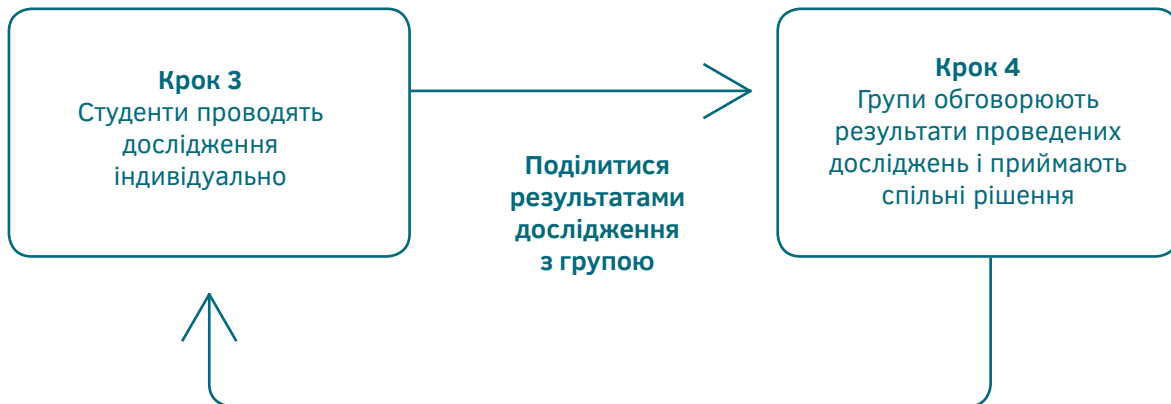 Крок 3
Студенти проводять
дослідження
індивідуально
Поділитися
результатами
дослідження
з групою
Крок 4
Групи обговорюють
результати проведених
досліджень і приймають
спільні рішення